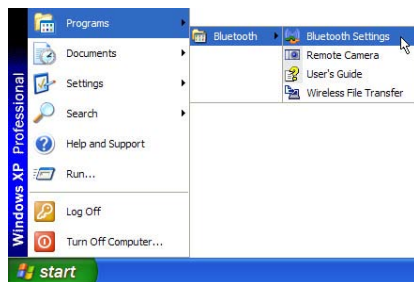 Programs
Documents
Settings
Search
Help and Support
Run...
Log Off
Turn Off Computer...
Windows XP Professional
start
Bluetooth
Bluetooth Settings
Remote Camera
User's Guide
Wireless File Transfer